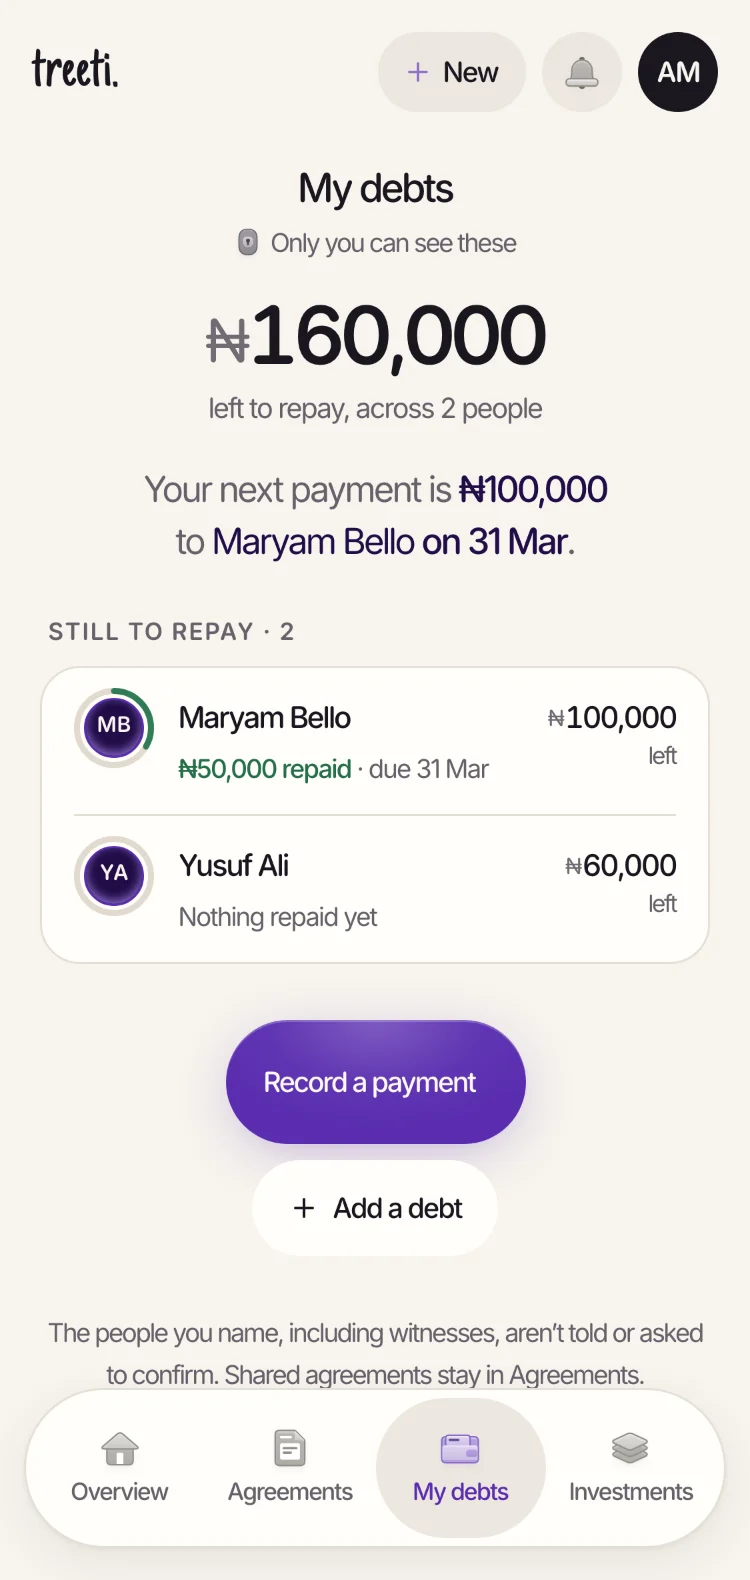 treeti.
+ New
AM
My debts
Only you can see these
₦160,000
left to repay, across 2 people
Your next payment is ₦100,000
to Maryam Bello on 31 Mar.
STILL TO REPAY · 2
MB
Maryam Bello
₦100,000
₦50,000 repaid · due 31 Mar
left
YA
Yusuf Ali
₦60,000
Nothing repaid yet
left
Record a payment
+ Add a debt
The people you name, including witnesses, aren’t told or asked
to confirm. Shared agreements stay in Agreements.
Overview
Agreements
My debts
Investments